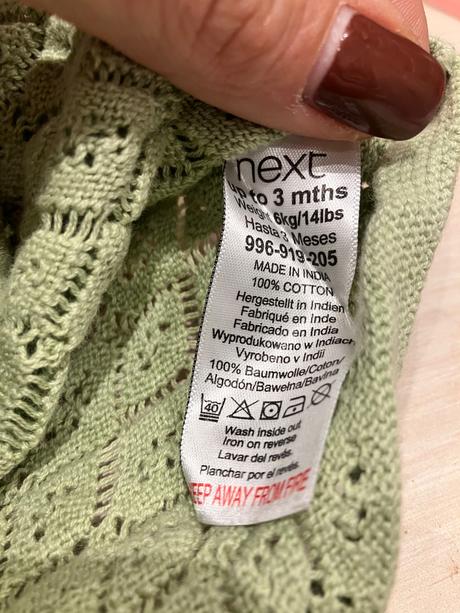 next
up to 3 mths
Weight 6kg/14lbs
Hasta 3 Meses
996-919-205
MADE IN INDIA
100% COTTON
Hergestellt in Indien
Fabriqué en Inde
Fabricado en India
Wyprodukowano w Indiach
Vyrobeno v Indii
100% Baumwolle/Coton/
Algodón/Bawełna/Bavlna
40
Wash inside out
Iron on reverse
Lavar del revés.
Planchar por el revés.
EEP AWAY FROM FIRE